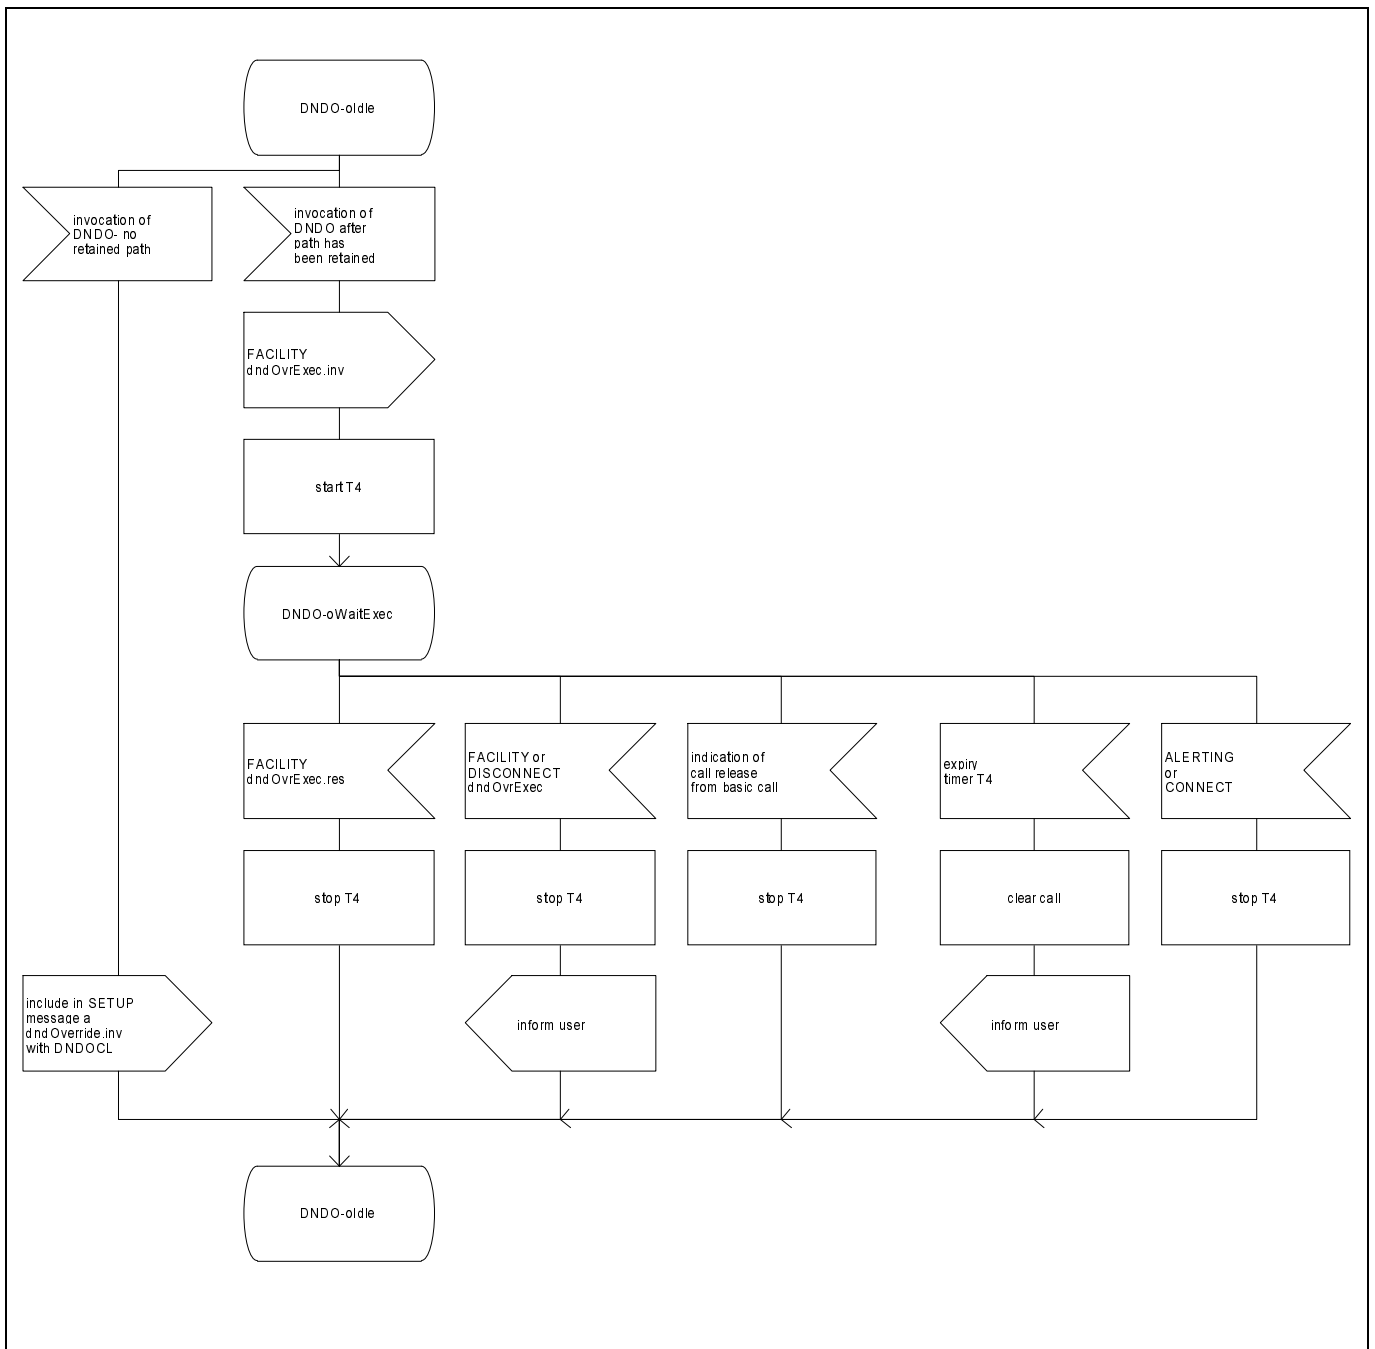 DNDO-oIdle
invocation of
DNDO- no
retained path
invocation of
DNDO after
path has
been retained
FACILITY
dndOvrExec.inv
start T4
DNDO-oWaitExec
FACILITY
dndOvrExec.res
FACILITY or
DISCONNECT
dndOvrExec
indication of
call release
from basic call
expiry
timer T4
ALERTING
or
CONNECT
stop T4
stop T4
stop T4
clear call
stop T4
include in SETUP
message a
dndOverride.inv
with DNDOCL
inform user
inform user
DNDO-oIdle